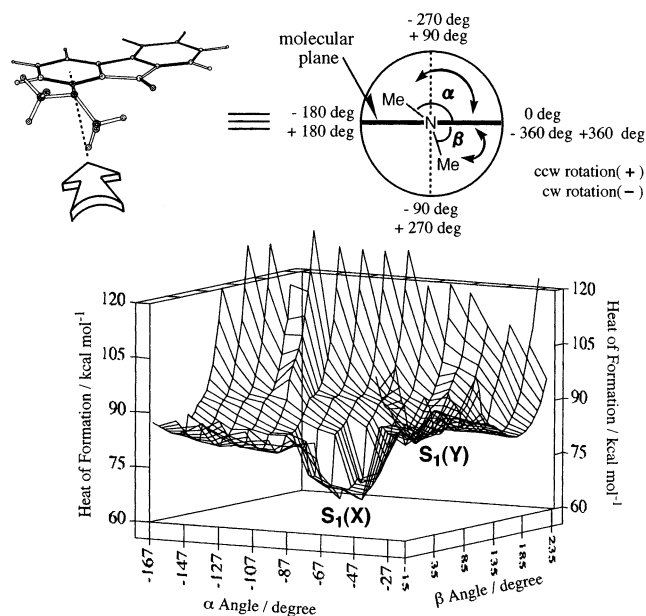 - 270 deg
+ 90 deg
molecular
plane
Me
α
- 180 deg
+ 180 deg
N
0 deg
- 360 deg +360 deg
β
Me
ccw rotation(+)
cw rotation(−)
- 90 deg
+ 270 deg
120
105
90
75
60
Heat of Formation / kcal mol-1
120
105
90
75
60
Heat of Formation / kcal mol-1
S1(Y)
S1(X)
-167
-147
-127
-107
-87
-67
-47
-27
α Angle / degree
35
85
135
185
235
β Angle / degree